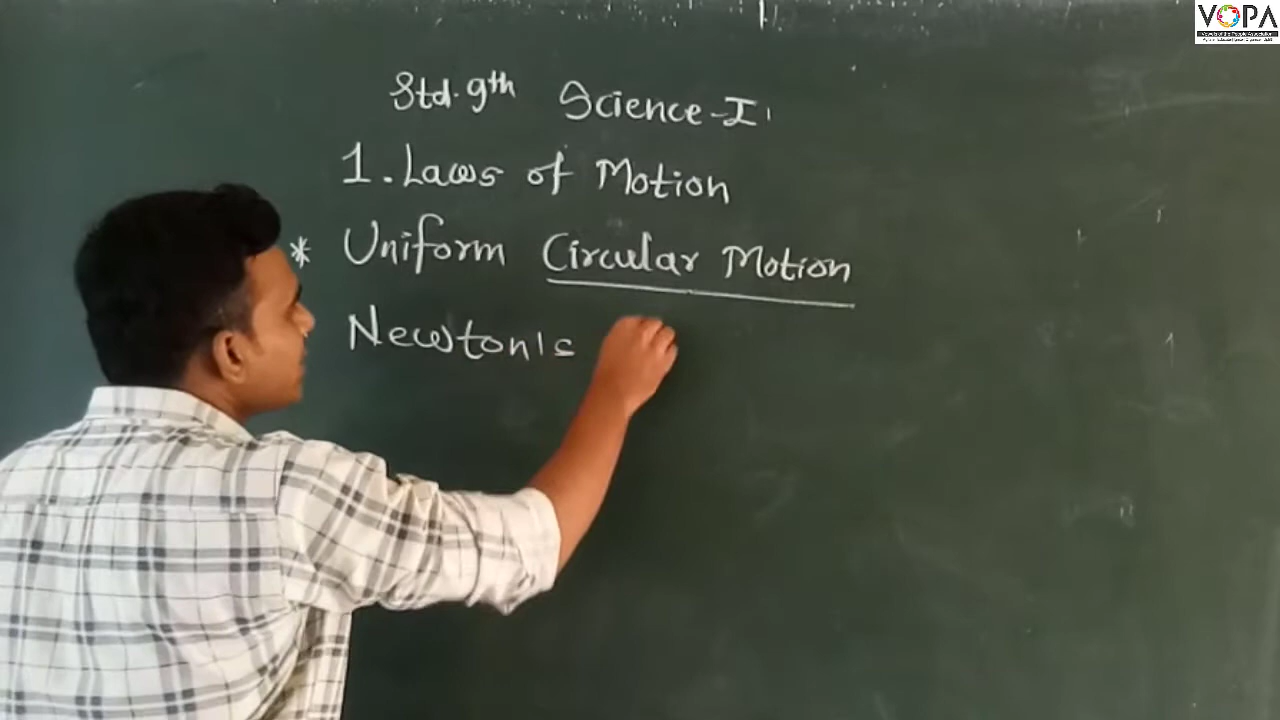 VOPA
Std. 9th Science-I
1. Laws of Motion
* Uniform Circular Motion
Newton's